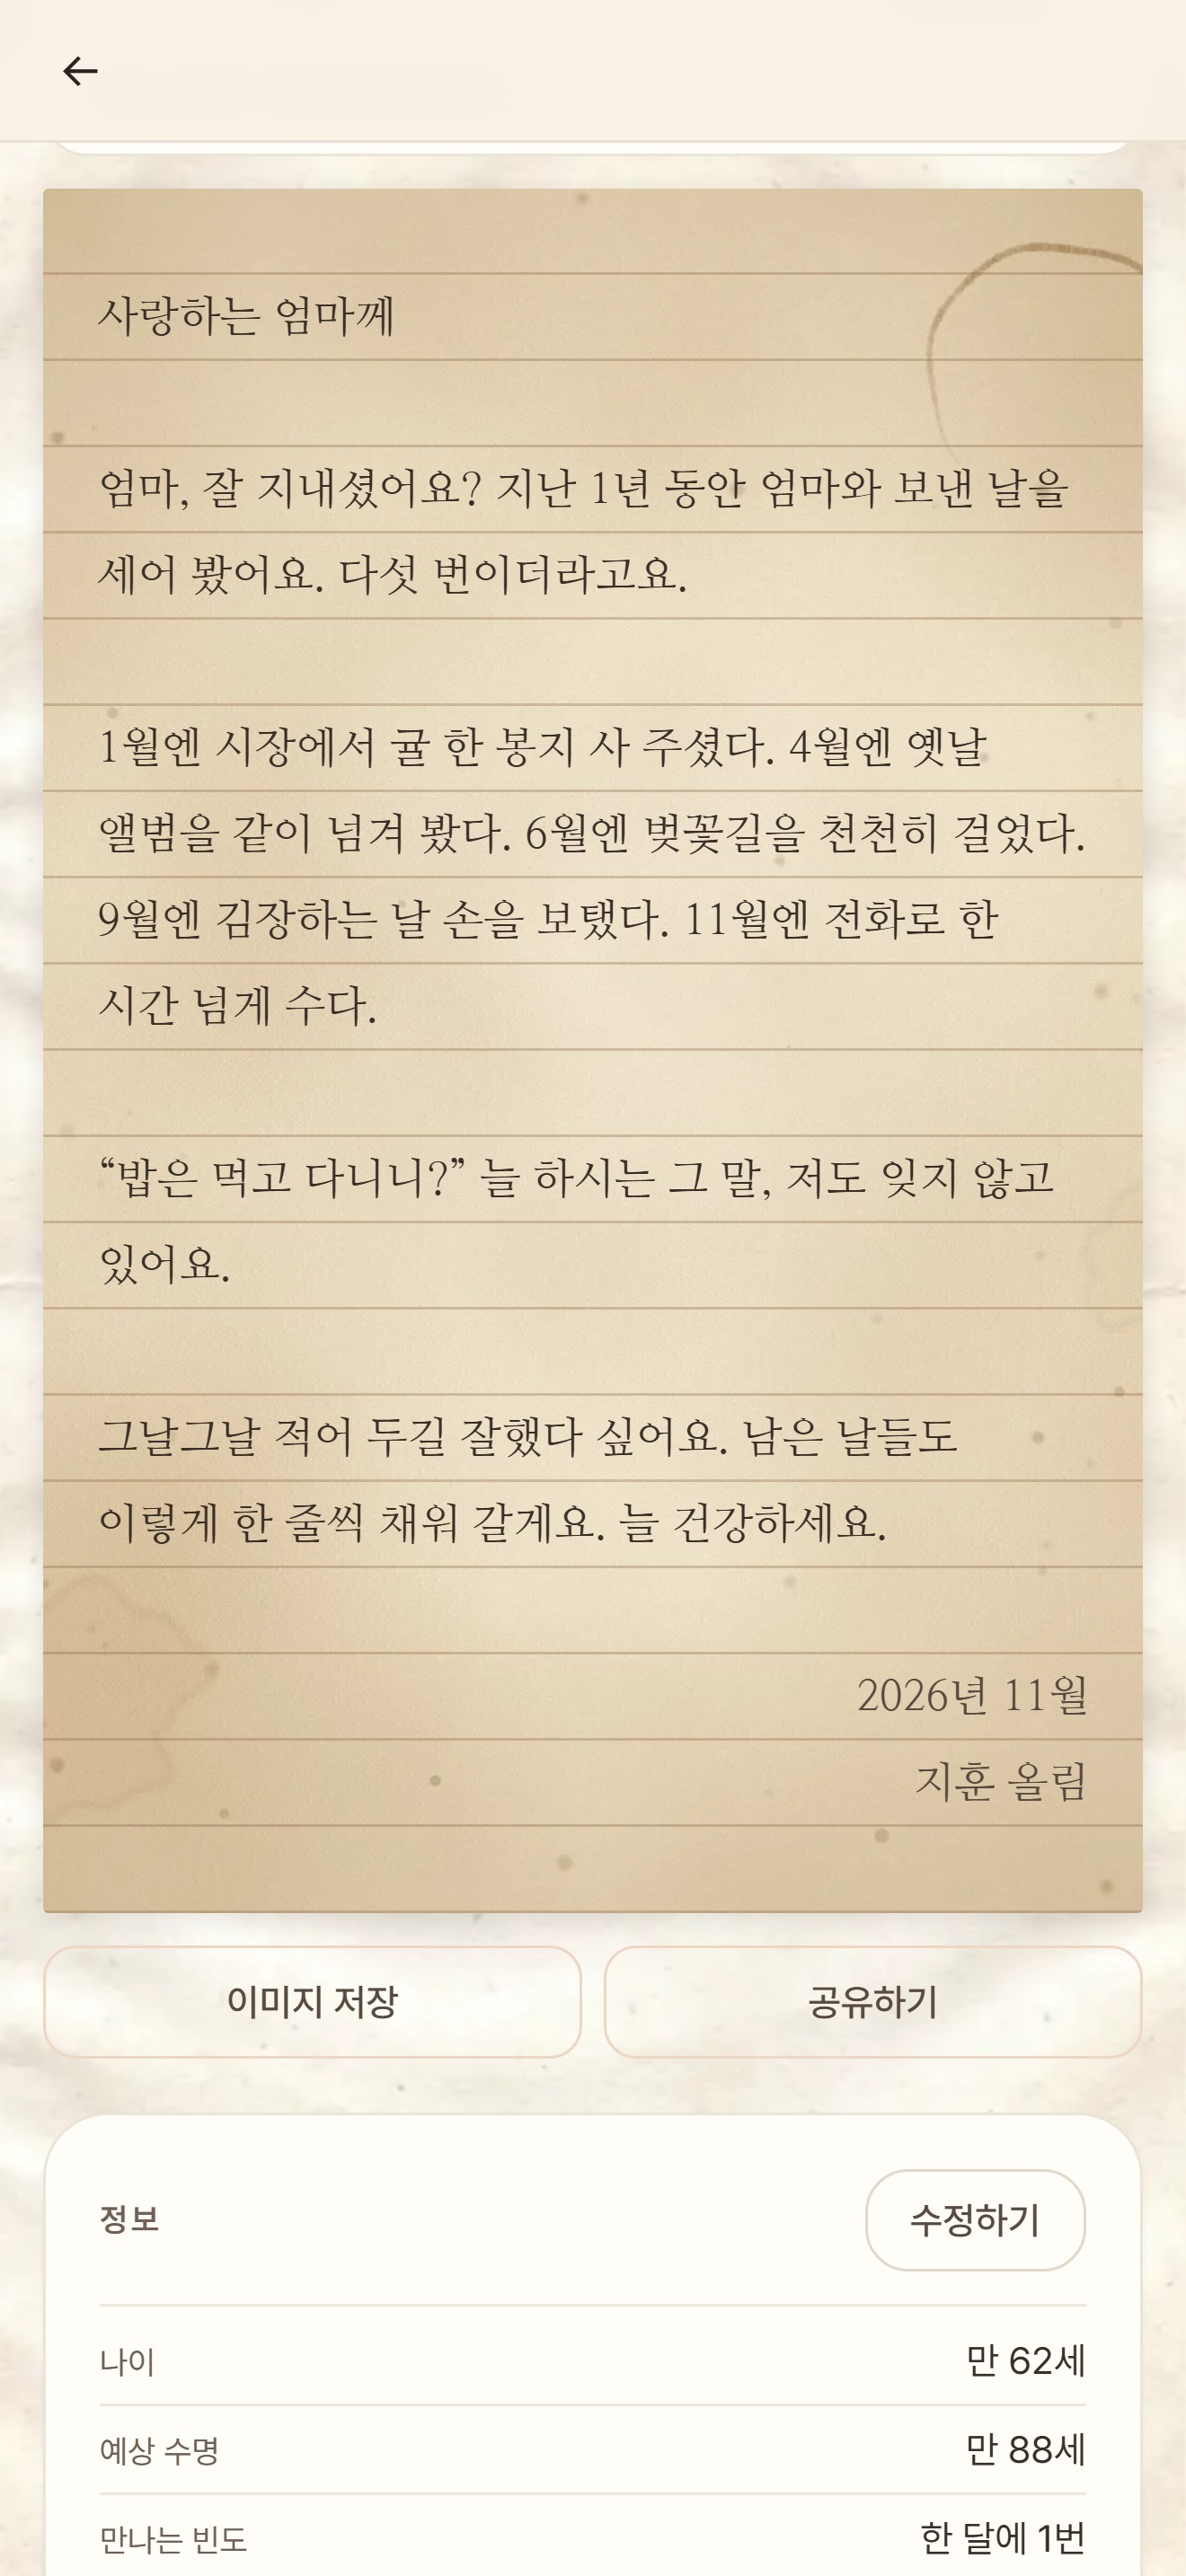 사랑하는 엄마께
엄마, 잘 지내셨어요? 지난 1년 동안 엄마와 보낸 날을
세어 봤어요. 다섯 번이더라고요.
1월엔 시장에서 귤 한 봉지 사 주셨다. 4월엔 옛날
앨범을 같이 넘겨 봤다. 6월엔 벚꽃길을 천천히 걸었다.
9월엔 김장하는 날 손을 보탰다. 11월엔 전화로 한
시간 넘게 수다.
“밥은 먹고 다니니?” 늘 하시는 그 말, 저도 잊지 않고
있어요.
그날그날 적어 두길 잘했다 싶어요. 남은 날들도
이렇게 한 줄씩 채워 갈게요. 늘 건강하세요.
2026년 11월
지훈 올림
이미지 저장
공유하기
정보
수정하기
나이
만 62세
예상 수명
만 88세
만나는 빈도
한 달에 1번